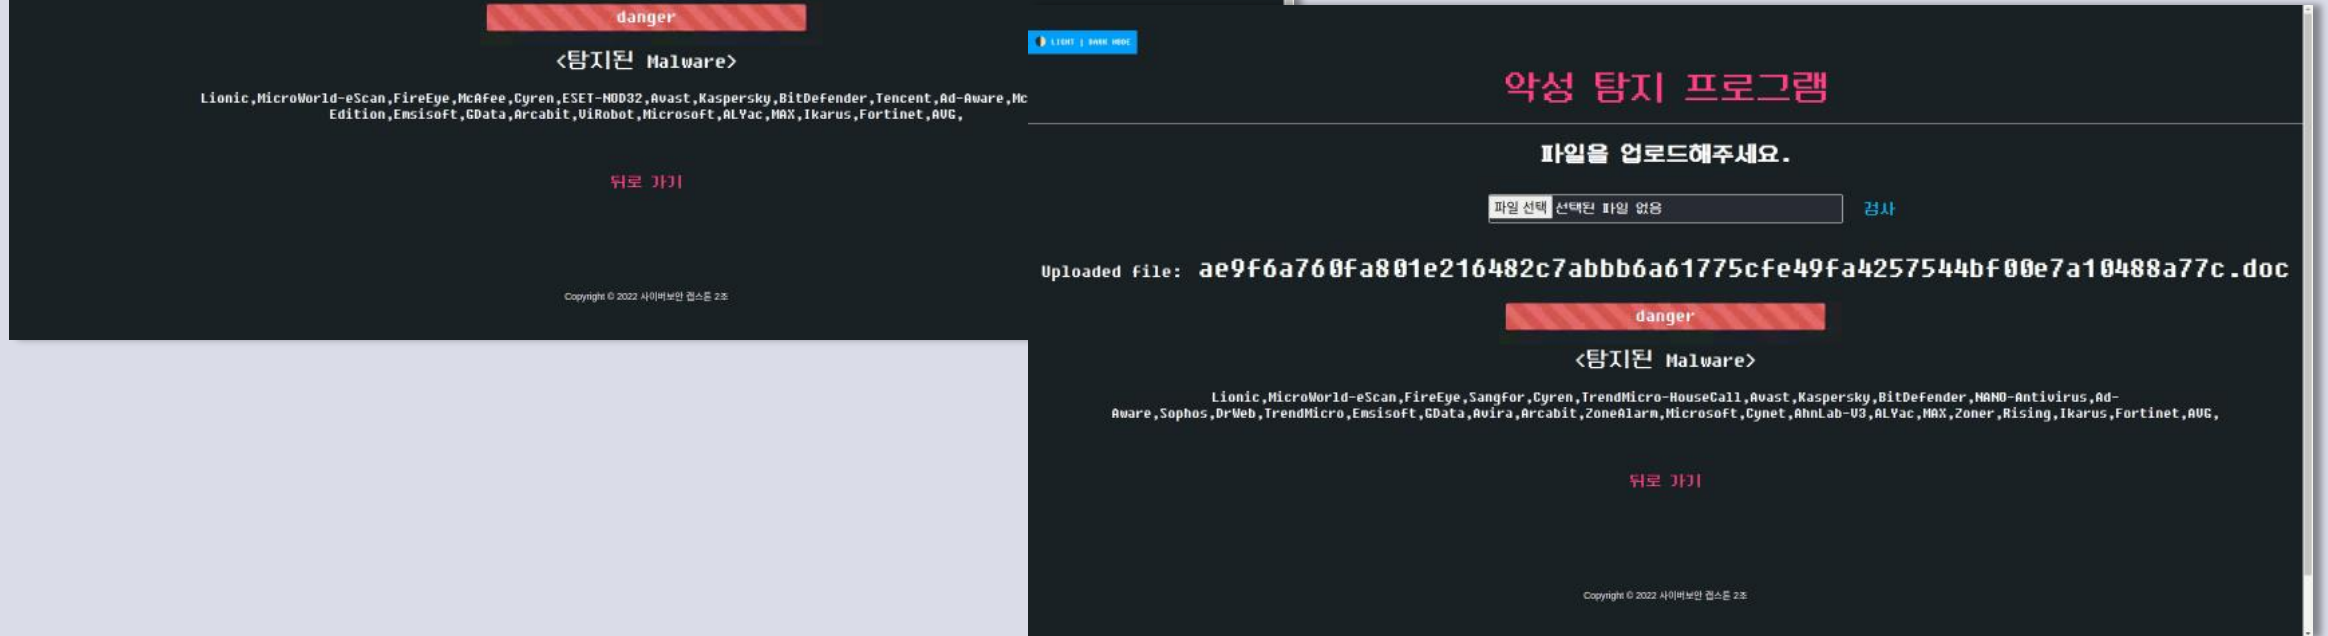 danger
<탐지된 Malware>
Lionic,MicroWorld-eScan,FireEye,McAfee,Cyren,ESET-NOD32,Avast,Kaspersky,BitDefender,Tencent,Ad-Aware,Mc
Edition,Emsisoft,GData,Arcabit,ViRobot,Microsoft,ALYac,MAX,Ikarus,Fortinet,AVG,
뒤로 가기
Copyright © 2022 사이버보안 캡스톤 2조
LIGHT | DARK MODE
악성 탐지 프로그램
파일을 업로드해주세요.
파일 선택 선택된 파일 없음 검사
Uploaded file: ae9f6a760fa801e216482c7abbb6a61775cfe49fa4257544bf00e7a10488a77c.doc
danger
<탐지된 Malware>
Lionic,MicroWorld-eScan,FireEye,Sangfor,Cyren,TrendMicro-HouseCall,Avast,Kaspersky,BitDefender,NANO-Antivirus,Ad-
Aware,Sophos,DrWeb,TrendMicro,Emsisoft,GData,Avira,Arcabit,ZoneAlarm,Microsoft,Cynet,AhnLab-V3,ALYac,MAX,Zoner,Rising,Ikarus,Fortinet,AVG,
뒤로 가기
Copyright © 2022 사이버보안 캡스톤 2조